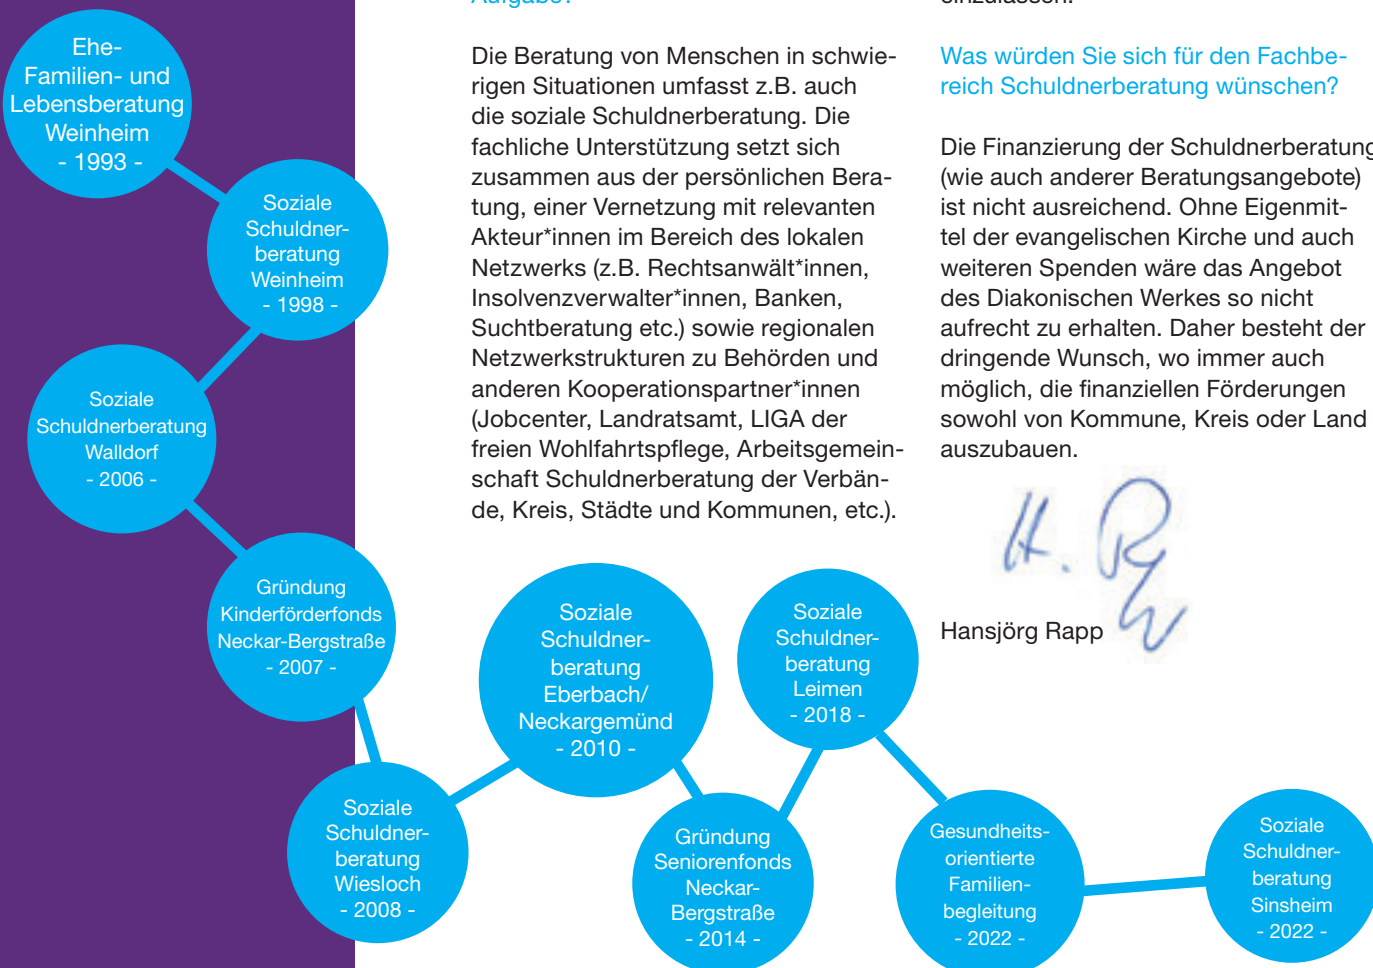 Aufgabe?
Die Beratung von Menschen in schwie-
rigen Situationen umfasst z.B. auch
die soziale Schuldnerberatung. Die
fachliche Unterstützung setzt sich
zusammen aus der persönlichen Bera-
tung, einer Vernetzung mit relevanten
Akteur*innen im Bereich des lokalen
Netzwerks (z.B. Rechtsanwält*innen,
Insolvenzverwalter*innen, Banken,
Suchtberatung etc.) sowie regionalen
Netzwerkstrukturen zu Behörden und
anderen Kooperationspartner*innen
(Jobcenter, Landratsamt, LIGA der
freien Wohlfahrtspflege, Arbeitsgemein-
schaft Schuldnerberatung der Verbän-
de, Kreis, Städte und Kommunen, etc.).
einzulassen.
Was würden Sie sich für den Fachbe-
reich Schuldnerberatung wünschen?
Die Finanzierung der Schuldnerberatung
(wie auch anderer Beratungsangebote)
ist nicht ausreichend. Ohne Eigenmit-
tel der evangelischen Kirche und auch
weiteren Spenden wäre das Angebot
des Diakonischen Werkes so nicht
aufrecht zu erhalten. Daher besteht der
dringende Wunsch, wo immer auch
möglich, die finanziellen Förderungen
sowohl von Kommune, Kreis oder Land
auszubauen.
Hansjörg Rapp
Ehe-
Familien- und
Lebensberatung
Weinheim
- 1993 -
Soziale
Schuldner-
beratung
Weinheim
- 1998 -
Soziale
Schuldnerberatung
Walldorf
- 2006 -
Gründung
Kinderförderfonds
Neckar-Bergstraße
- 2007 -
Soziale
Schuldner-
beratung
Wiesloch
- 2008 -
Soziale
Schuldner-
beratung
Eberbach/
Neckargemünd
- 2010 -
Gründung
Seniorenfonds
Neckar-
Bergstraße
- 2014 -
Soziale
Schuldner-
beratung
Leimen
- 2018 -
Gesundheits-
orientierte
Familien-
begleitung
- 2022 -
Soziale
Schuldner-
beratung
Sinsheim
- 2022 -